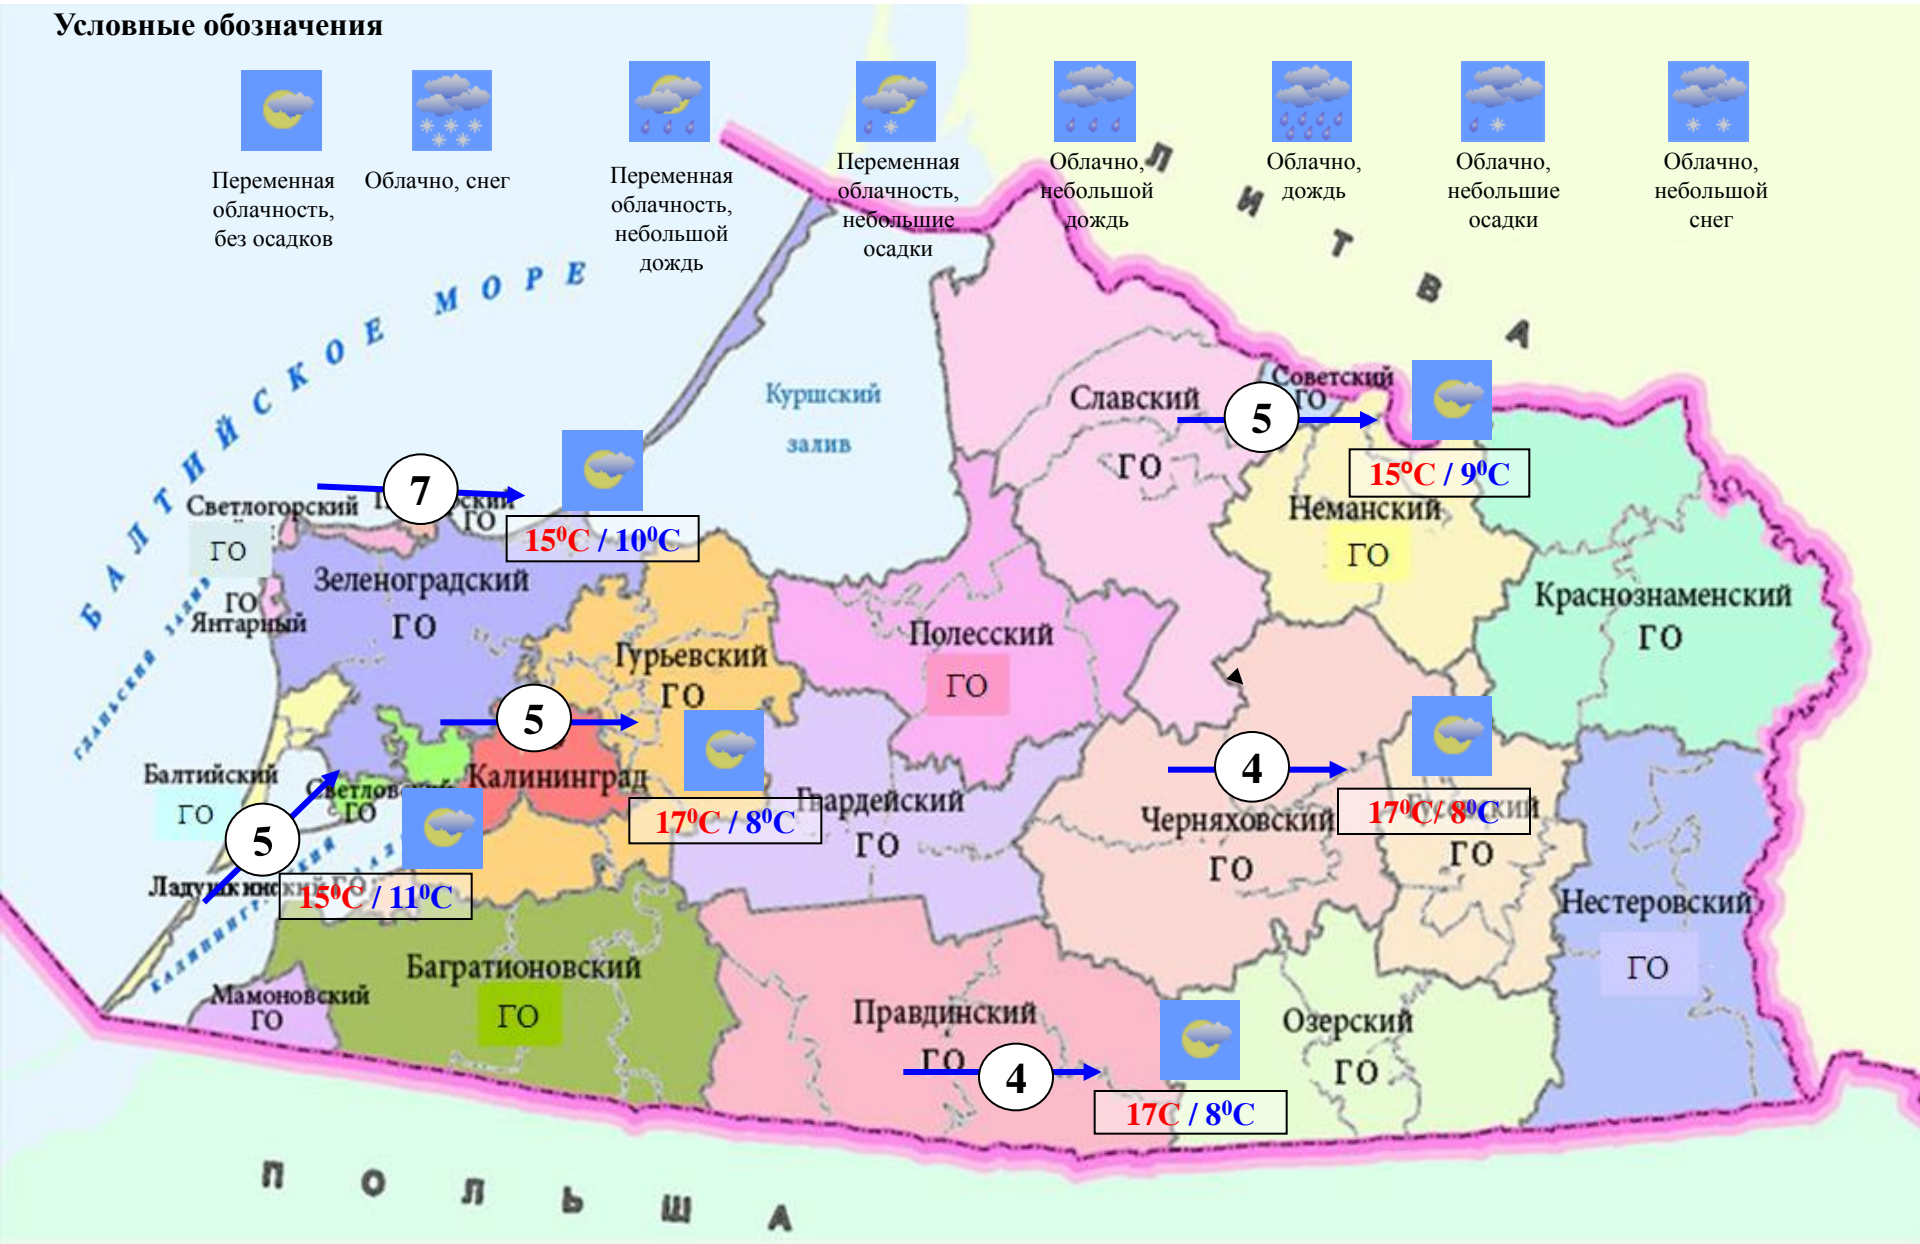 Условные обозначения
Переменная
облачность,
без осадков
Облачно, снег
Переменная
облачность,
небольшой
дождь
Переменная
облачность,
небольшие
осадки
Облачно,
небольшой
дождь
Облачно,
дождь
Облачно,
небольшие
осадки
Облачно,
небольшой
снег
ЛИТВА
БАЛТИЙСКОЕ МОРЕ
Куршский
залив
Славский
ГО
Советский
ГО
5
15⁰С / 9⁰С
7
15⁰С / 10⁰С
Светлогорский
ГО
ГО
Неманский
ГО
Зеленоградский
ГО
ГО
Янтарный
Краснознаменский
ГО
Полесский
ГО
Гурьевский
ГО
5
17⁰С / 8⁰С
ГДАНЬСКИЙ ЗАЛИВ
Балтийский
ГО
ГО
Калининград
Гвардейский
ГО
4
17⁰С/ 8⁰С
Черняховский
ГО
ГО
5
15⁰С / 11⁰С
Нестеровский
ГО
Багратионовский
ГО
Мамоновский
ГО
Правдинский
ГО
4
17С / 8⁰С
Озерский
ГО
ПОЛЬША